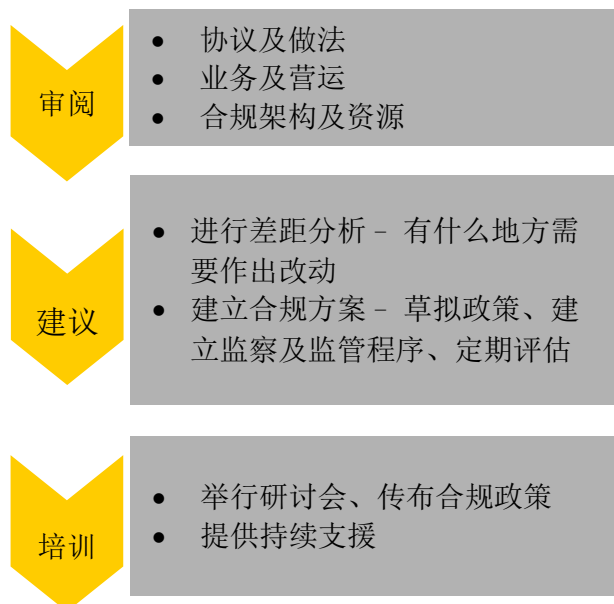 审阅
• 协议及做法
• 业务及营运
• 合规架构及资源
建议
• 进行差距分析 – 有什么地方需
要作出改动
• 建立合规方案 – 草拟政策、建
立监察及监管程序、定期评估
培训
• 举行研讨会、传布合规政策
• 提供持续支援